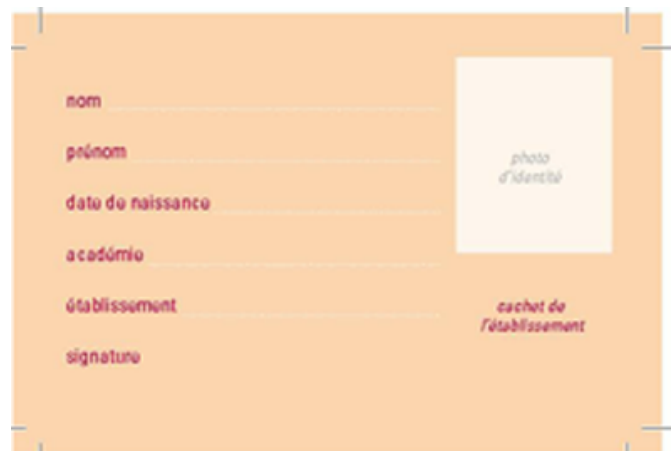 nom
prénom
date de naissance
académie
établissement
signature
photo
d'identité
cachet de
l'établissement